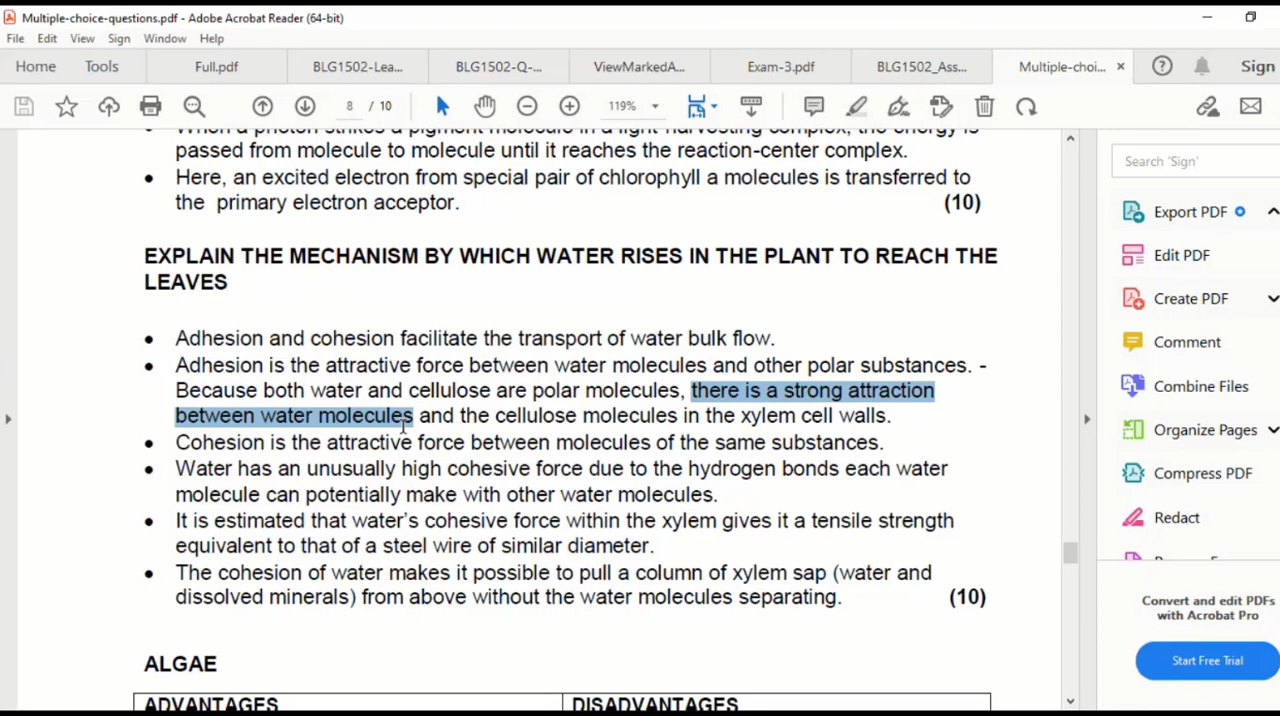 Multiple-choice-questions.pdf - Adobe Acrobat Reader (64-bit)
File Edit View Sign Window Help
Home Tools Full.pdf BLG1502-Lea... BLG1502-Q-... ViewMarkedA... Exam-3.pdf BLG1502_Ass... Multiple-choi... × Sign
8 / 10 119%
When a photon strikes a pigment molecule in a light-harvesting complex, the energy is
passed from molecule to molecule until it reaches the reaction-center complex.
• Here, an excited electron from special pair of chlorophyll a molecules is transferred to
the primary electron acceptor. (10)
EXPLAIN THE MECHANISM BY WHICH WATER RISES IN THE PLANT TO REACH THE
LEAVES
• Adhesion and cohesion facilitate the transport of water bulk flow.
• Adhesion is the attractive force between water molecules and other polar substances. -
Because both water and cellulose are polar molecules, there is a strong attraction
between water molecules and the cellulose molecules in the xylem cell walls.
• Cohesion is the attractive force between molecules of the same substances.
• Water has an unusually high cohesive force due to the hydrogen bonds each water
molecule can potentially make with other water molecules.
• It is estimated that water's cohesive force within the xylem gives it a tensile strength
equivalent to that of a steel wire of similar diameter.
• The cohesion of water makes it possible to pull a column of xylem sap (water and
dissolved minerals) from above without the water molecules separating. (10)
ALGAE
ADVANTAGES DISADVANTAGES
Search 'Sign'
Export PDF
Edit PDF
Create PDF
Comment
Combine Files
Organize Pages
Compress PDF
Redact
Convert and edit PDFs
with Acrobat Pro
Start Free Trial